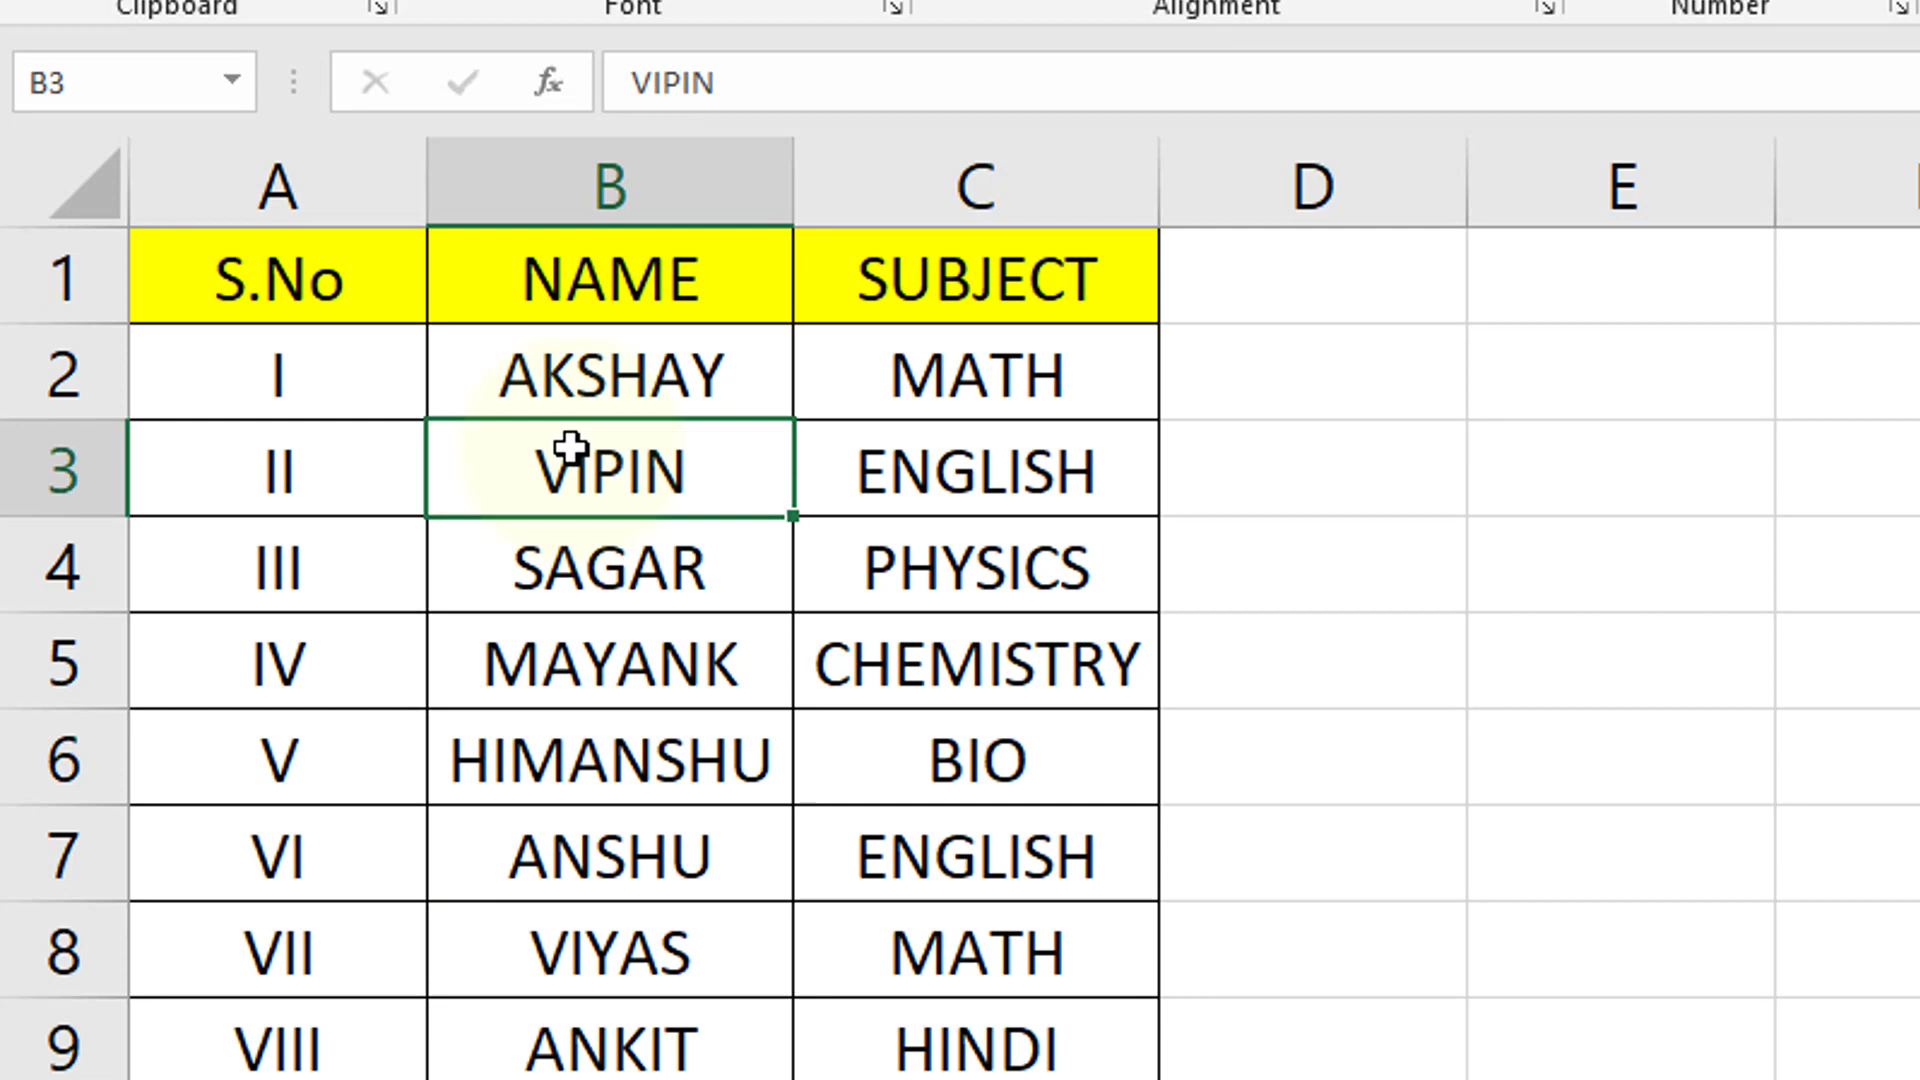 Clipboard Font Alignment Number
B3 fx VIPIN
A B C D E
1 S.No NAME SUBJECT
2 I AKSHAY MATH
3 II VIPIN ENGLISH
4 III SAGAR PHYSICS
5 IV MAYANK CHEMISTRY
6 V HIMANSHU BIO
7 VI ANSHU ENGLISH
8 VII VIYAS MATH
9 VIII ANKIT HINDI